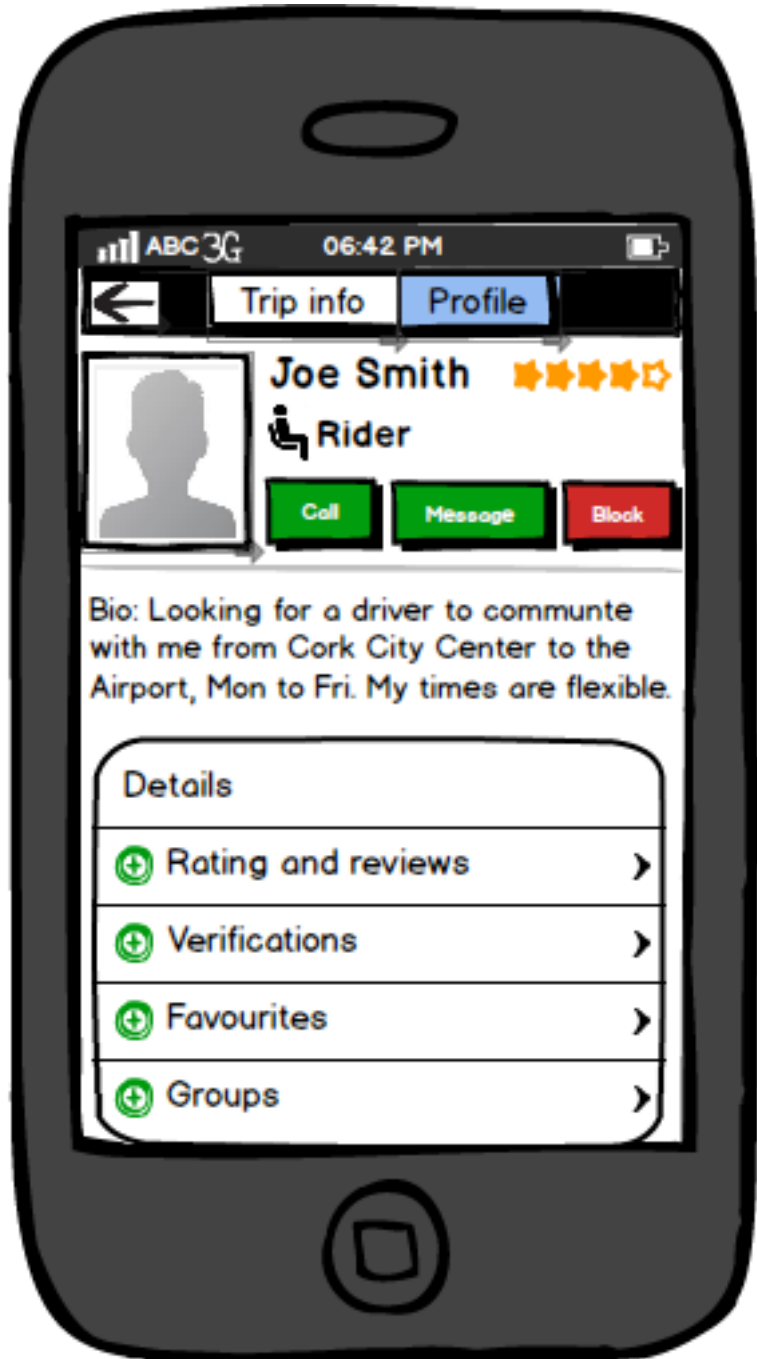 ABC 3G 06:42 PM
Trip info Profile
Joe Smith
Rider
Call Message Block
Bio: Looking for a driver to communte
with me from Cork City Center to the
Airport, Mon to Fri. My times are flexible.
Details
Rating and reviews
Verifications
Favourites
Groups